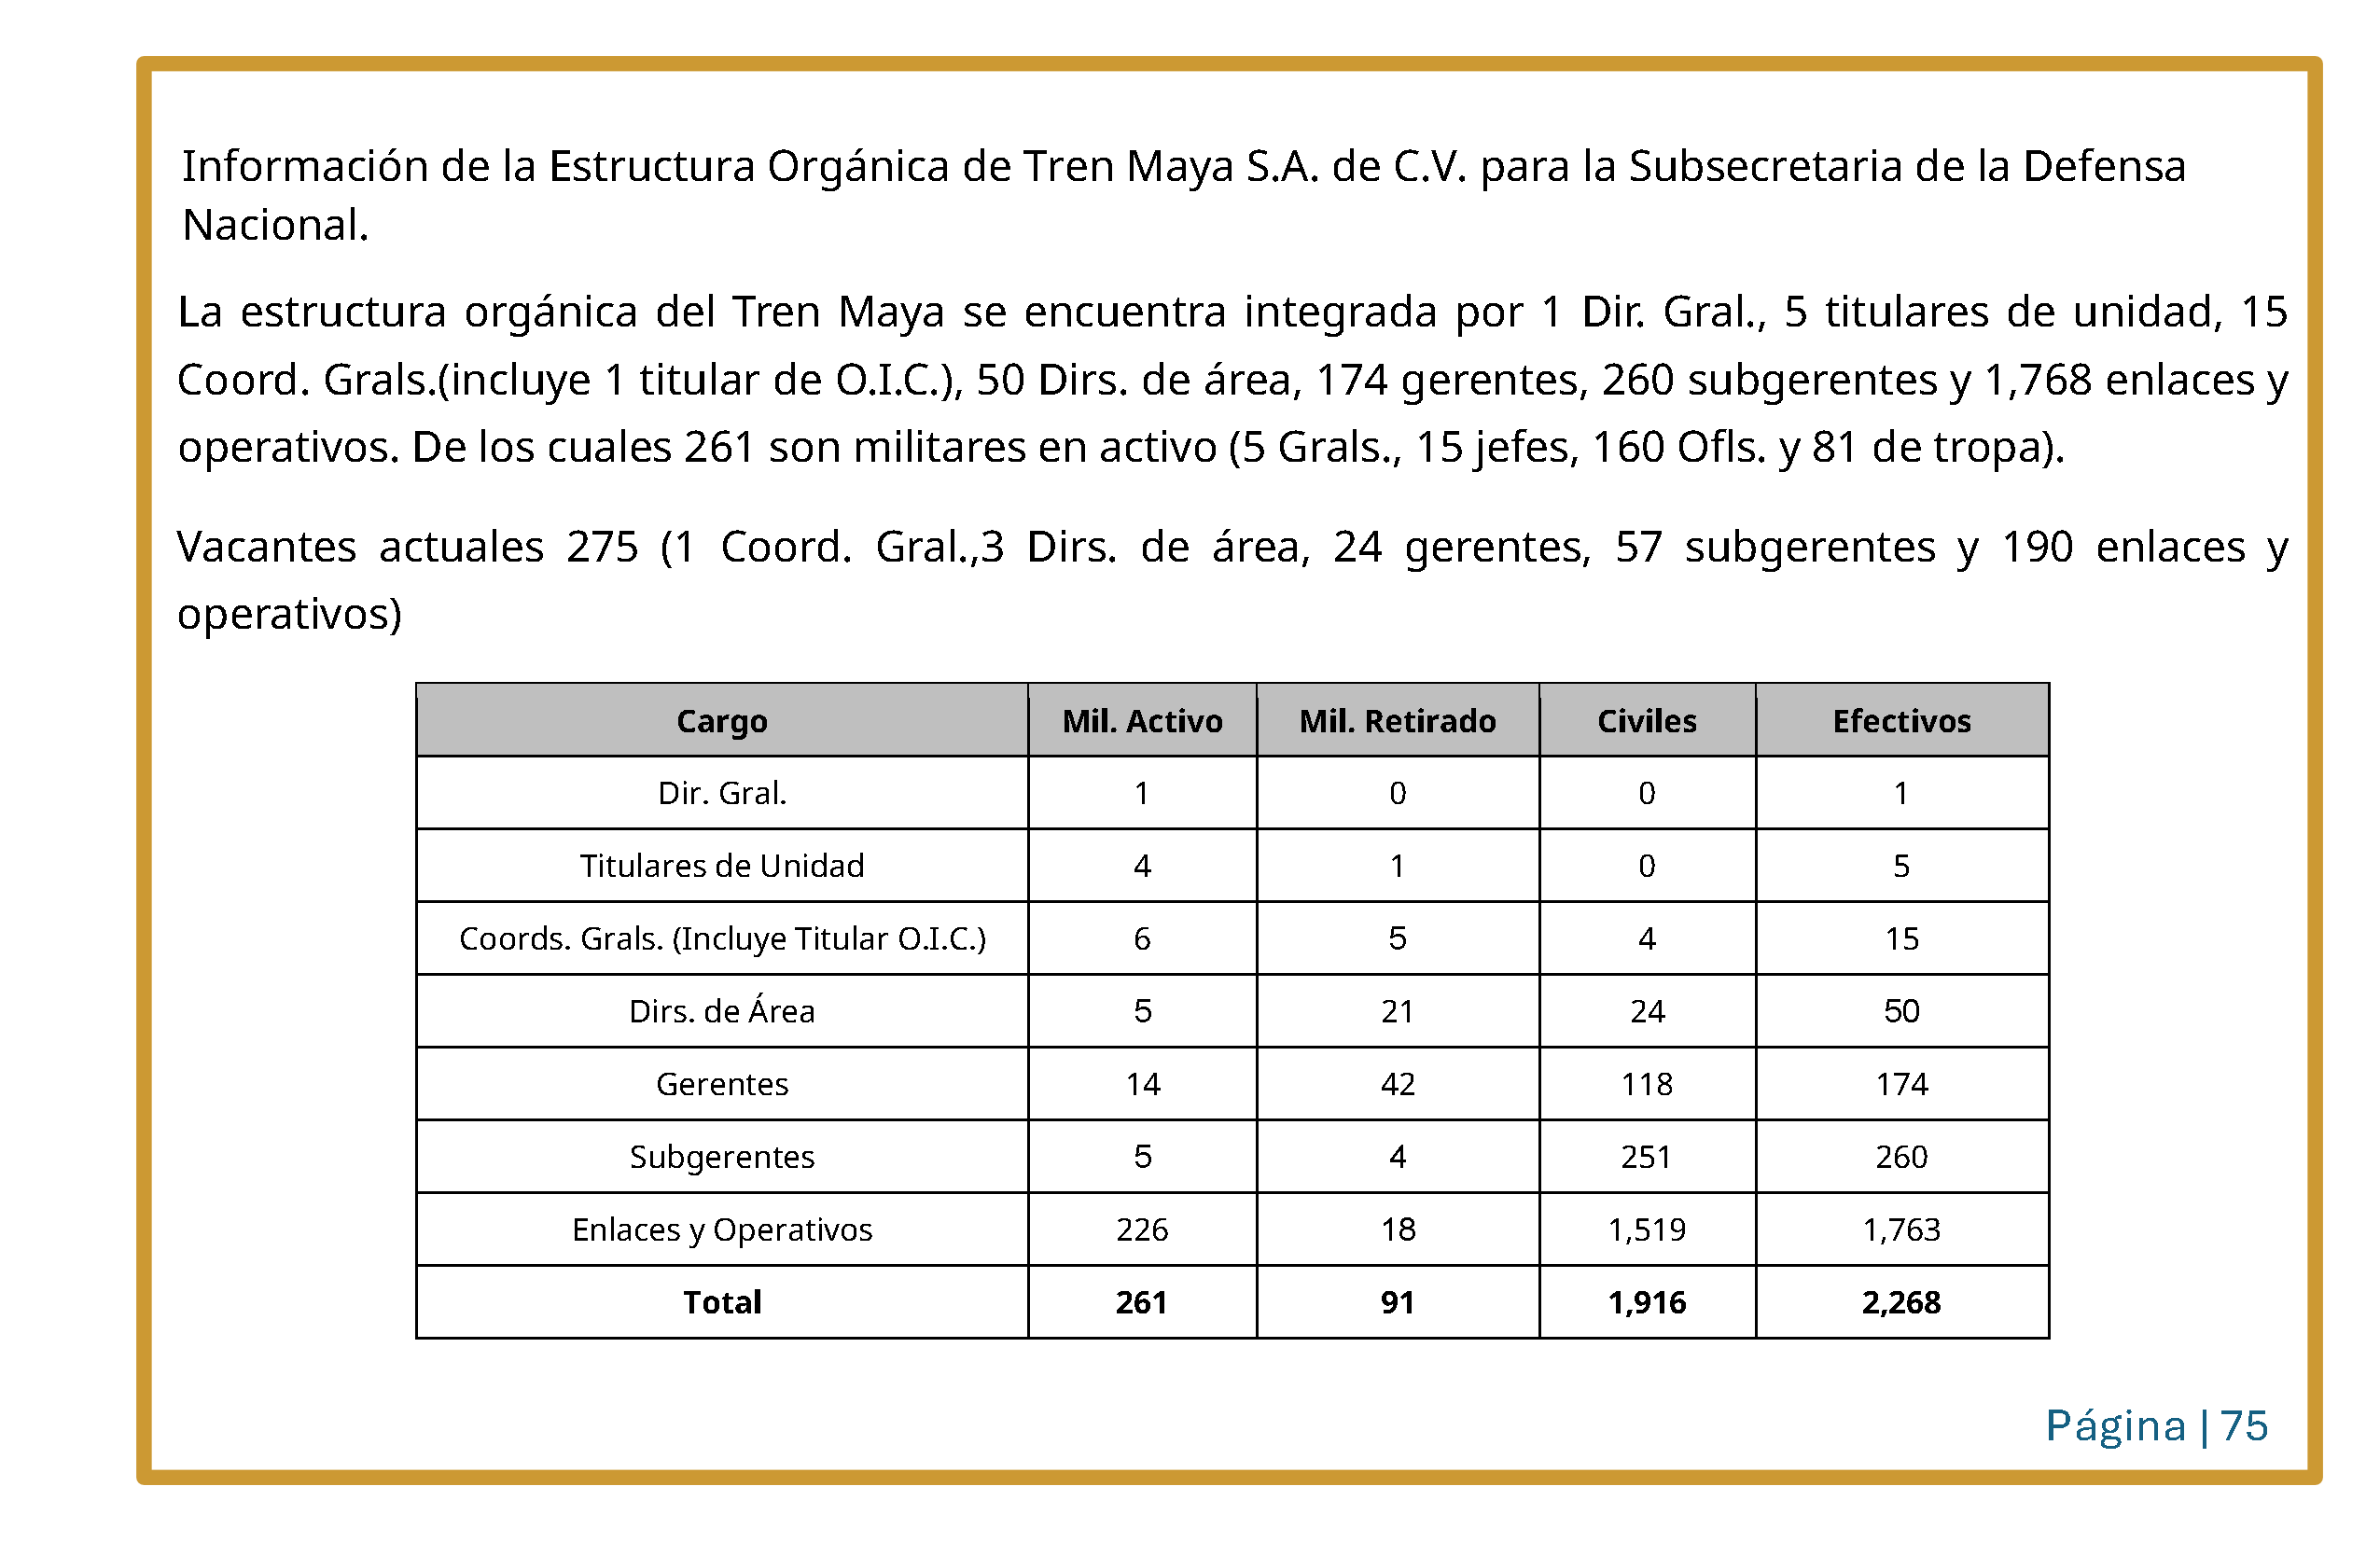 Información de la Estructura Orgánica de Tren Maya S.A. de C.V. para la Subsecretaria de la Defensa
Nacional.
La estructura orgánica del Tren Maya se encuentra integrada por 1 Dir. Gral., 5 titulares de unidad, 15
Coord. Grals.(incluye 1 titular de O.I.C.), 50 Dirs. de área, 174 gerentes, 260 subgerentes y 1,768 enlaces y
operativos. De los cuales 261 son militares en activo (5 Grals., 15 jefes, 160 Ofls. y 81 de tropa).
Vacantes actuales 275 (1 Coord. Gral.,3 Dirs. de área, 24 gerentes, 57 subgerentes y 190 enlaces y
operativos)
Cargo Mil. Activo Mil. Retirado Civiles Efectivos
Dir. Gral. 1 0 0 1
Titulares de Unidad 4 1 0 5
Coords. Grals. (Incluye Titular O.I.C.) 6 5 4 15
Dirs. de Área 5 21 24 50
Gerentes 14 42 118 174
Subgerentes 5 4 251 260
Enlaces y Operativos 226 18 1,519 1,763
Total 261 91 1,916 2,268
Página | 75